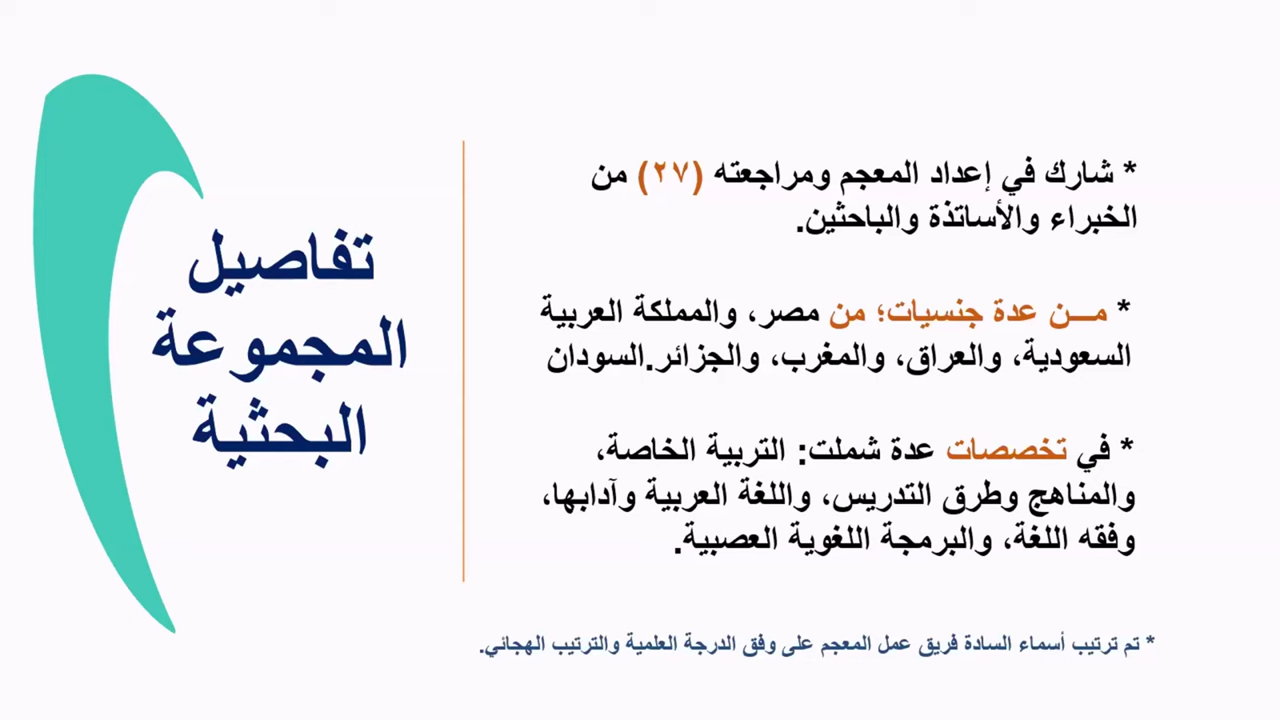 تفاصيل
المجموعة
البحثية
* شارك في إعداد المعجم ومراجعته (٢٧) من
الخبراء والأساتذة والباحثين.
* مـــن عدة جنسيات؛ من مصر، والمملكة العربية
السعودية، والعراق، والمغرب، والجزائر.السودان
* في تخصصات عدة شملت: التربية الخاصة،
والمناهج وطرق التدريس، واللغة العربية وآدابها،
وفقه اللغة، والبرمجة اللغوية العصبية.
* تم ترتيب أسماء السادة فريق عمل المعجم على وفق الدرجة العلمية والترتيب الهجائي.